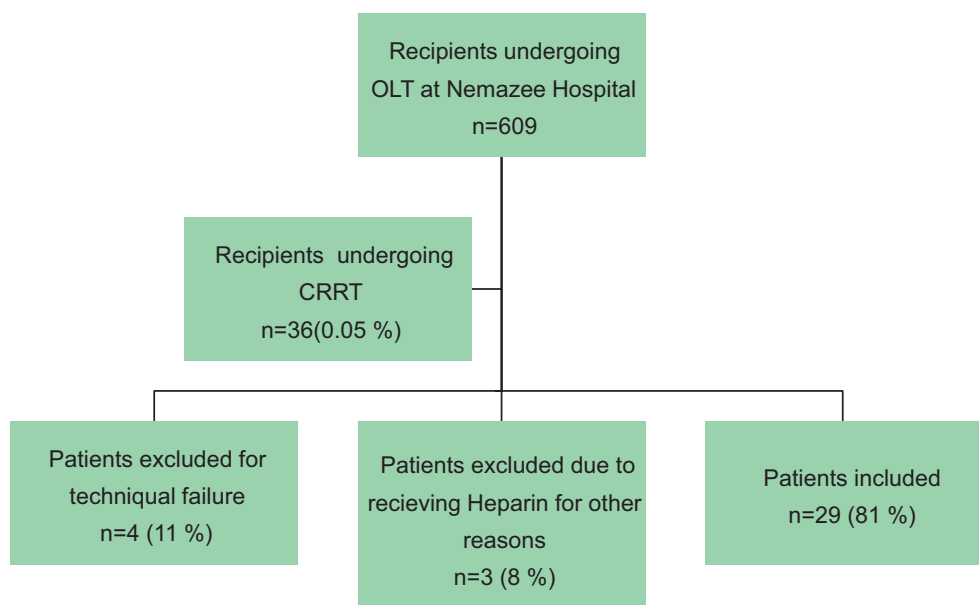 Recipients undergoing
OLT at Nemazee Hospital
n=609
Recipients undergoing
CRRT
n=36(0.05 %)
Patients excluded for
techniqual failure
n=4 (11 %)
Patients excluded due to
recieving Heparin for other
reasons
n=3 (8 %)
Patients included
n=29 (81 %)